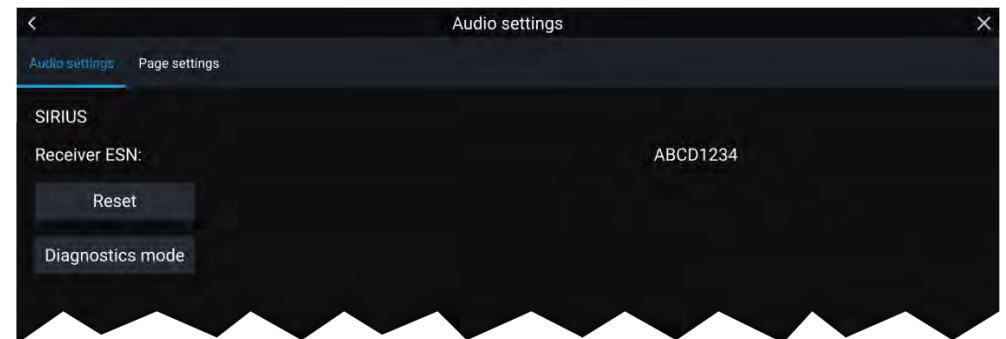 Audio settings
Audio settings Page settings
SIRIUS
Receiver ESN: ABCD1234
Reset
Diagnostics mode